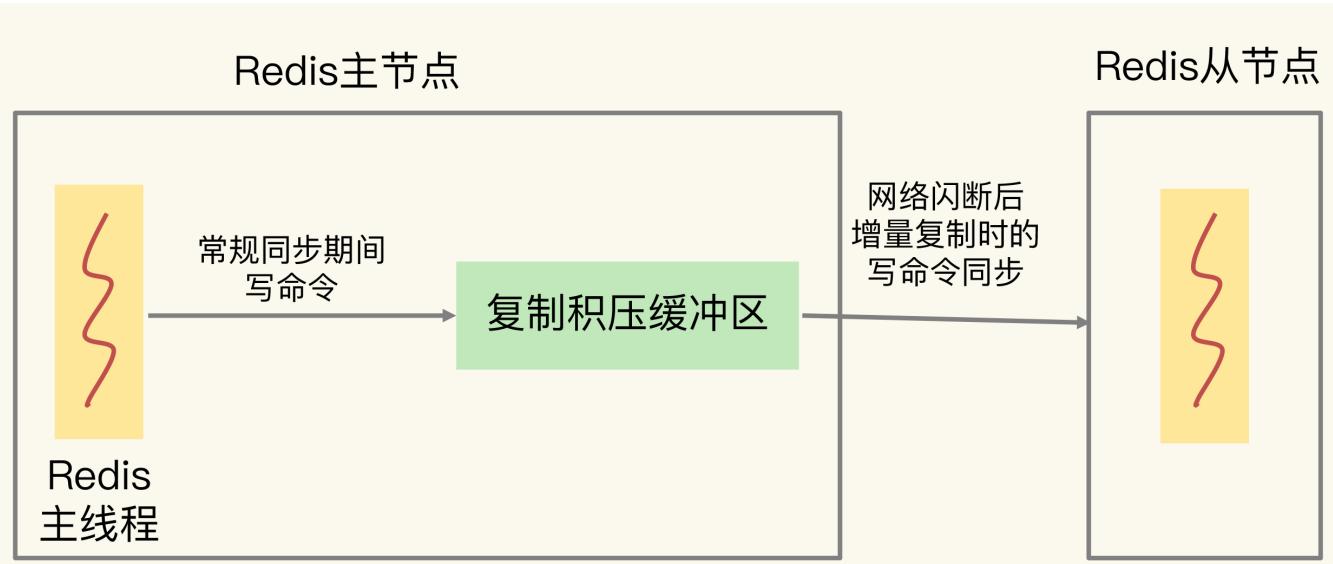 Redis主节点
Redis从节点
常规同步期间
写命令
复制积压缓冲区
网络闪断后
增量复制时的
写命令同步
Redis
主线程